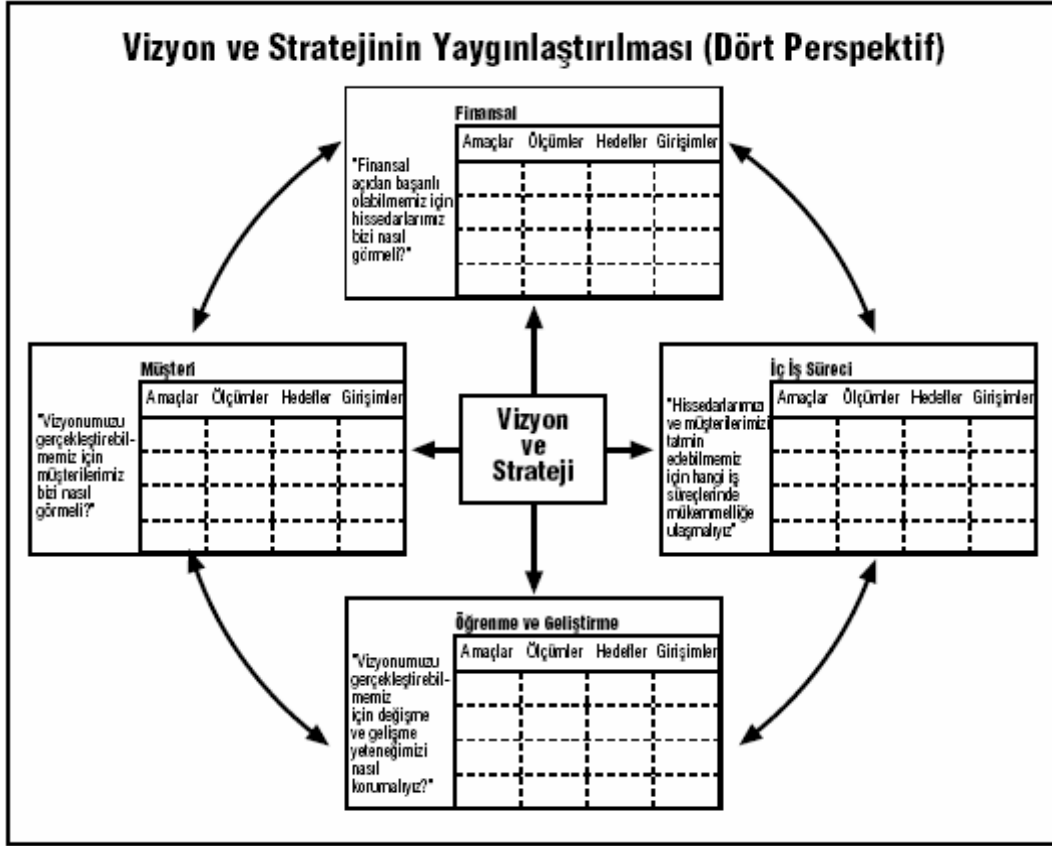 Vizyon ve Stratejinin Yaygınlaştırılması (Dört Perspektif)
Finansal
Amaçlar Ölçümler Hedefler Girişimler
"Finansal
açıdan başarılı
olabilmemiz için
hissedarlarımız
bizi nasıl
görmeli?"
Müşteri
Amaçlar Ölçümler Hedefler Girişimler
"Vizyonumuzu
gerçekleştirebil-
memiz için
müşterilerimiz
bizi nasıl
görmeli?"
Vizyon
ve
Strateji
İç İş Süreci
Amaçlar Ölçümler Hedefler Girişimler
"Hissedarlarımızı
ve müşterilerimizi
tatmin
edebilmemiz
için hangi iş
süreçlerinde
mükemmelliğe
ulaşmalıyız"
Öğrenme ve Geliştirme
Amaçlar Ölçümler Hedefler Girişimler
"Vizyonumuzu
gerçekleştirebil-
memiz
için değişme
ve gelişme
yeteneğimizi
nasıl
korumalıyız?"